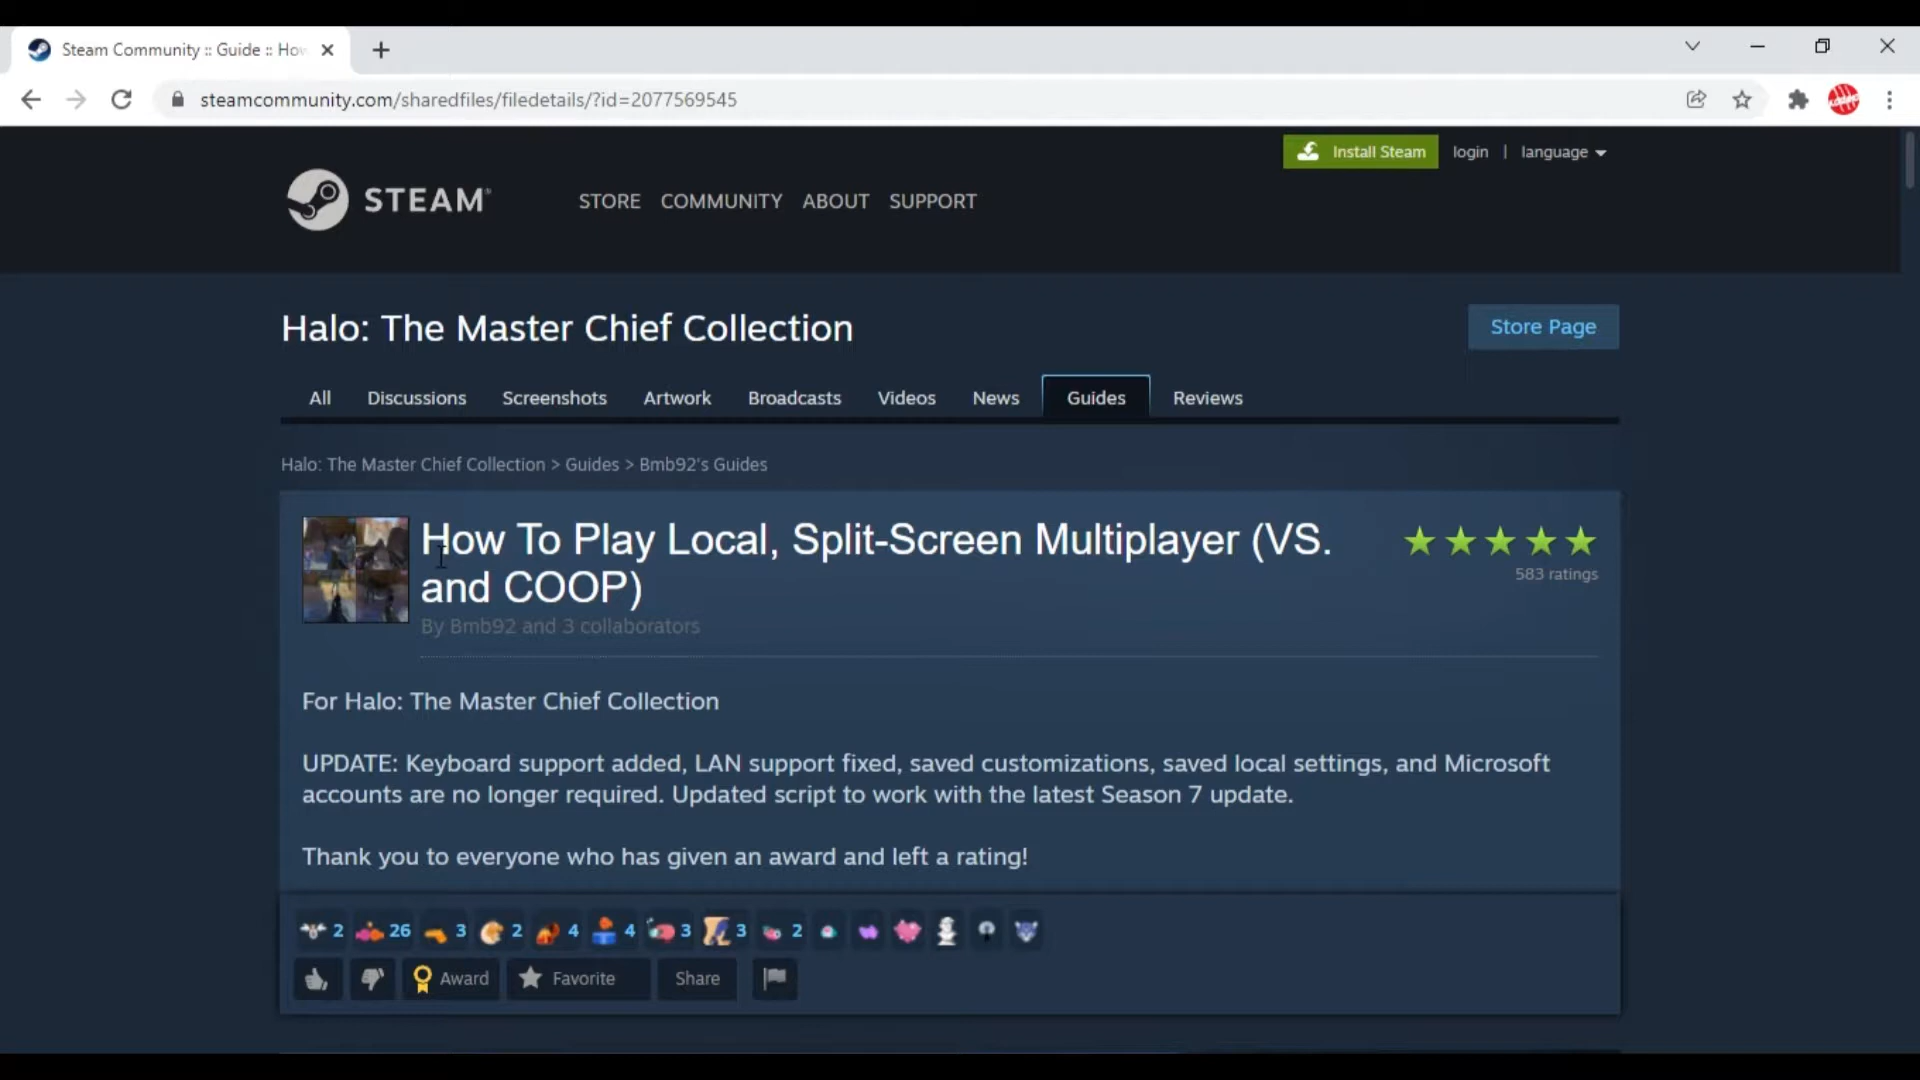 Steam Community :: Guide :: How
steamcommunity.com/sharedfiles/filedetails/?id=2077569545
Install Steam
login | language
STEAM®
STORE COMMUNITY ABOUT SUPPORT
Halo: The Master Chief Collection
Store Page
All Discussions Screenshots Artwork Broadcasts Videos News Guides Reviews
Halo: The Master Chief Collection > Guides > Bmb92's Guides
How To Play Local, Split-Screen Multiplayer (VS.
and COOP)
583 ratings
By Bmb92 and 3 collaborators
For Halo: The Master Chief Collection
UPDATE: Keyboard support added, LAN support fixed, saved customizations, saved local settings, and Microsoft
accounts are no longer required. Updated script to work with the latest Season 7 update.
Thank you to everyone who has given an award and left a rating!
2 26 3 2 4 4 3 3 2
Award Favorite Share